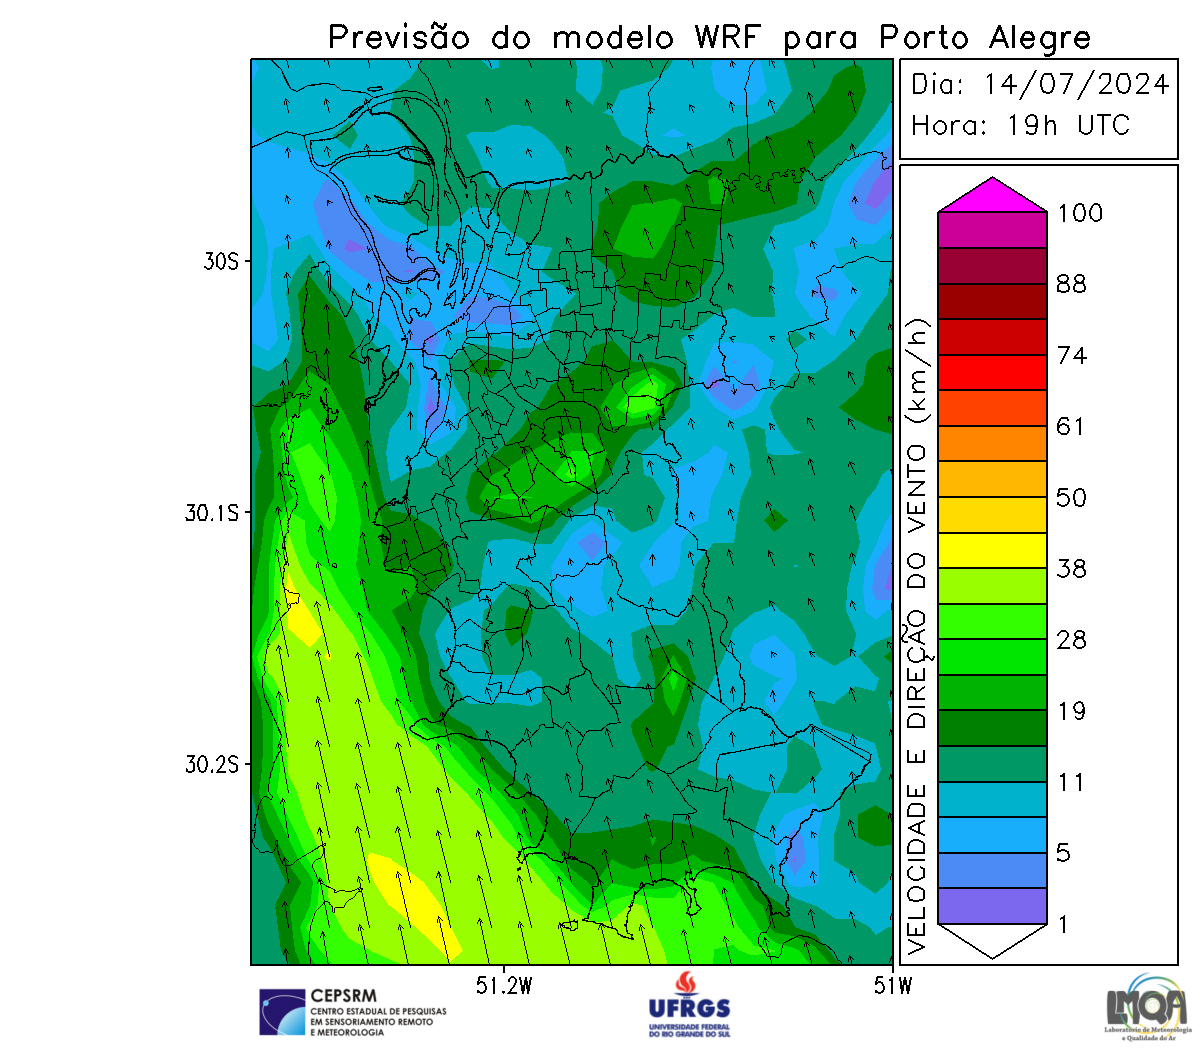 Previsão do modelo WRF para Porto Alegre
Dia: 14/07/2024
Hora: 19h UTC
VELOCIDADE E DIREÇÃO DO VENTO (km/h)
100
88
74
61
50
38
28
19
11
5
1
30S
30.1S
30.2S
51.2W
51W
CEPSRM
CENTRO ESTADUAL DE PESQUISAS
EM SENSORIAMENTO REMOTO
E METEOROLOGIA
UFRGS
UNIVERSIDADE FEDERAL
DO RIO GRANDE DO SUL
LMQA
Laboratório de Meteorologia
e Qualidade do Ar